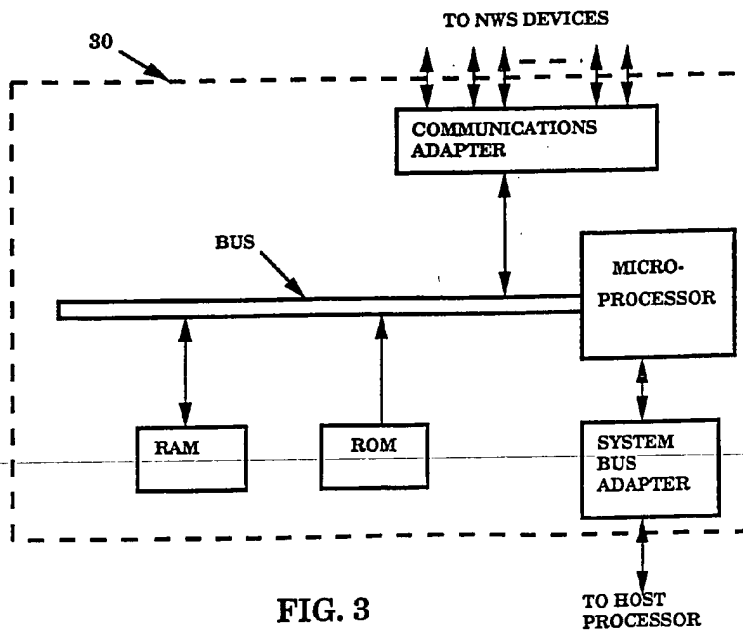 TO NWS DEVICES
30
COMMUNICATIONS
ADAPTER
BUS
MICRO-
PROCESSOR
RAM
ROM
SYSTEM
BUS
ADAPTER
FIG. 3
TO HOST
PROCESSOR